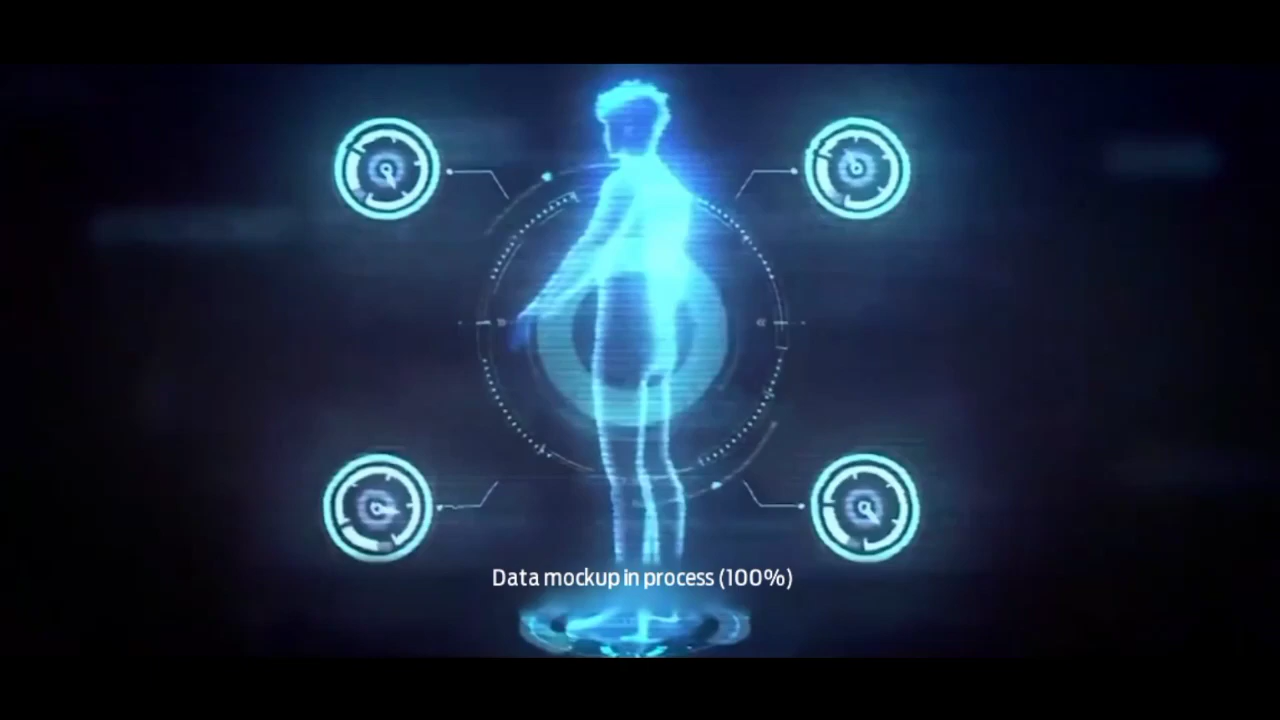 Data mockup in process (100%)